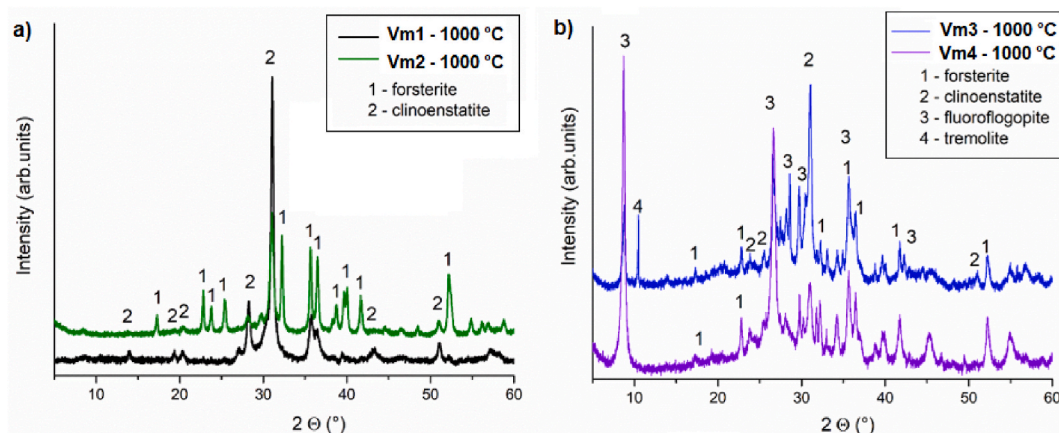 a)
Vm1 - 1000 °C
Vm2 - 1000 °C
1 - forsterite
2 - clinoenstatite
Intensity (arb.units)
2
1
1
1
2
1
1
1
1
1
1
1
1
2
2
2
2
2
10 20 30 40 50 60
2 Θ (°)
b)
Vm3 - 1000 °C
Vm4 - 1000 °C
1 - forsterite
2 - clinoenstatite
3 - fluoroflogopite
4 - tremolite
Intensity (arb.units)
3
2
3
3
3
3
1
4
1
1
1
2
2
1
1
3
2
1
1
1
10 20 30 40 50 60
2 Θ (°)